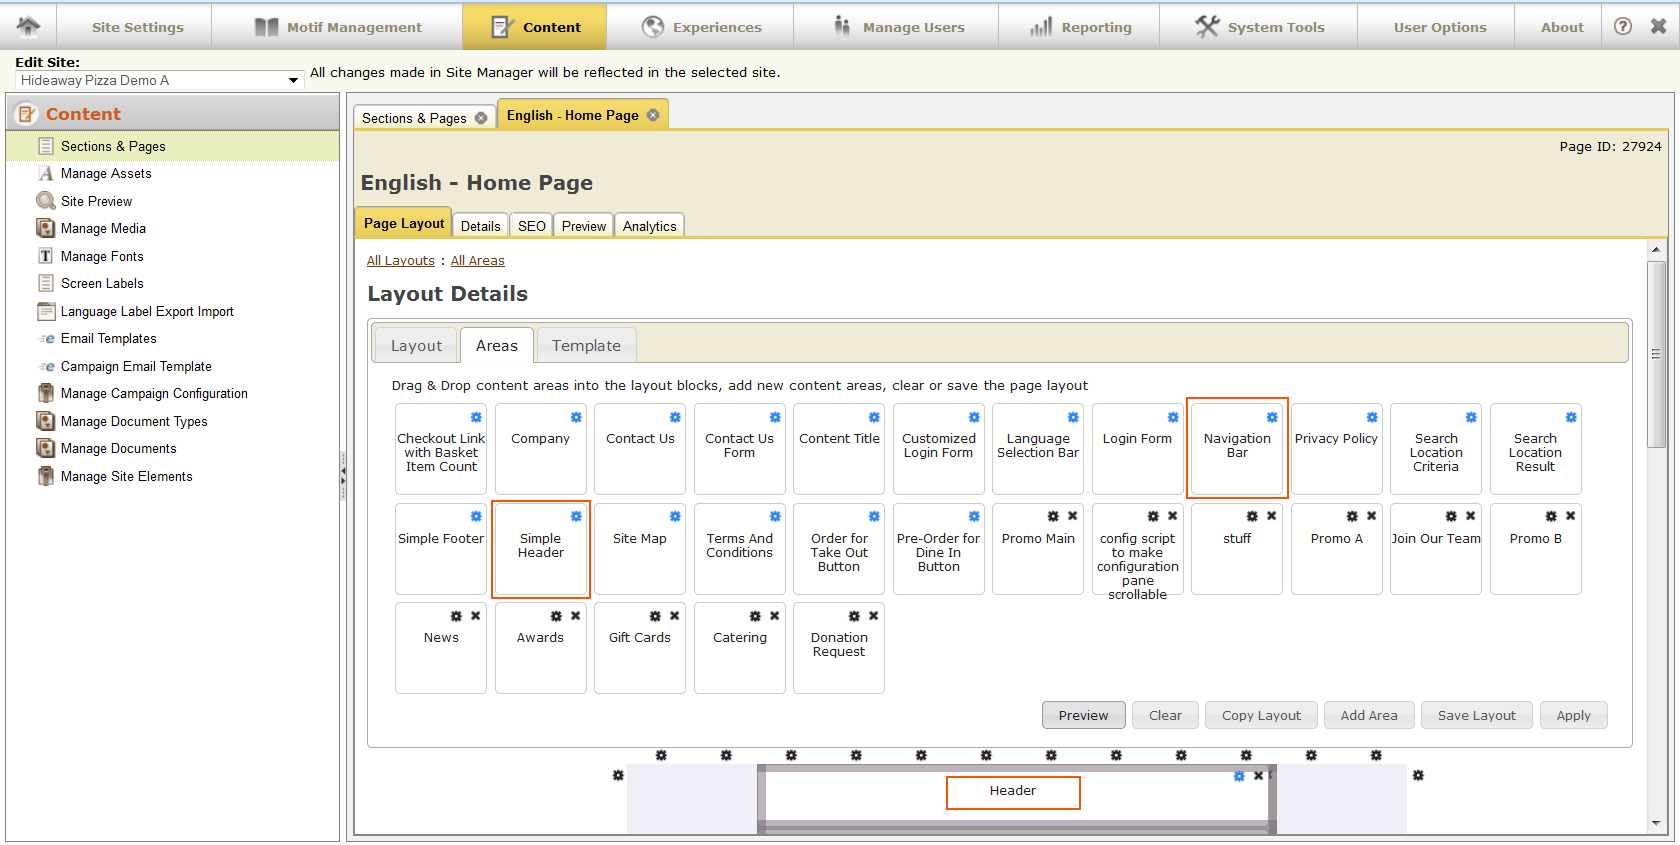 Site Settings
Motif Management
Content
Experiences
Manage Users
Reporting
System Tools
User Options
About
Edit Site:
Hideaway Pizza Demo A
All changes made in Site Manager will be reflected in the selected site.
Content
Sections & Pages
Manage Assets
Site Preview
Manage Media
Manage Fonts
Screen Labels
Language Label Export Import
Email Templates
Campaign Email Template
Manage Campaign Configuration
Manage Document Types
Manage Documents
Manage Site Elements
Sections & Pages
English - Home Page
Page ID: 27924
English - Home Page
Page Layout
Details
SEO
Preview
Analytics
All Layouts : All Areas
Layout Details
Layout
Areas
Template
Drag & Drop content areas into the layout blocks, add new content areas, clear or save the page layout
Checkout Link
with Basket
Item Count
Company
Contact Us
Contact Us
Form
Content Title
Customized
Login Form
Language
Selection Bar
Login Form
Navigation
Bar
Privacy Policy
Search
Location
Criteria
Search
Location
Result
Simple Footer
Simple
Header
Site Map
Terms And
Conditions
Order for
Take Out
Button
Pre-Order for
Dine In
Button
Promo Main
config script
to make
configuration
pane
scrollable
stuff
Promo A
Join Our Team
Promo B
News
Awards
Gift Cards
Catering
Donation
Request
Preview
Clear
Copy Layout
Add Area
Save Layout
Apply
Header